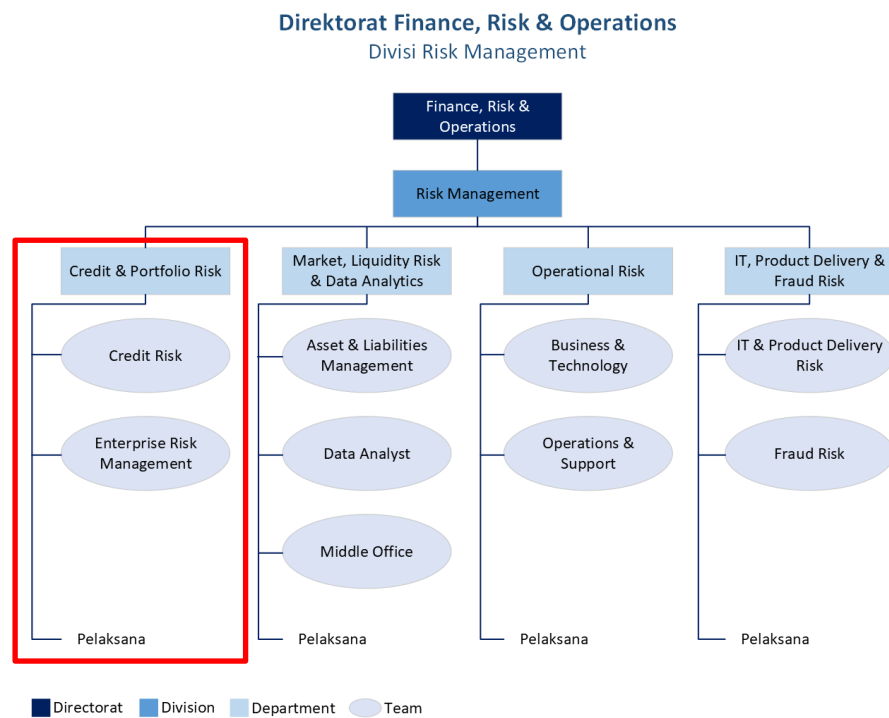 Direktorat Finance, Risk & Operations
Divisi Risk Management
Finance, Risk &
Operations
Risk Management
Credit & Portfolio Risk
Credit Risk
Enterprise Risk
Management
Pelaksana
Market, Liquidity Risk
& Data Analytics
Asset & Liabilities
Management
Data Analyst
Middle Office
Pelaksana
Operational Risk
Business &
Technology
Operations &
Support
Pelaksana
IT, Product Delivery &
Fraud Risk
IT & Product Delivery
Risk
Fraud Risk
Pelaksana
Directorat
Division
Department
Team